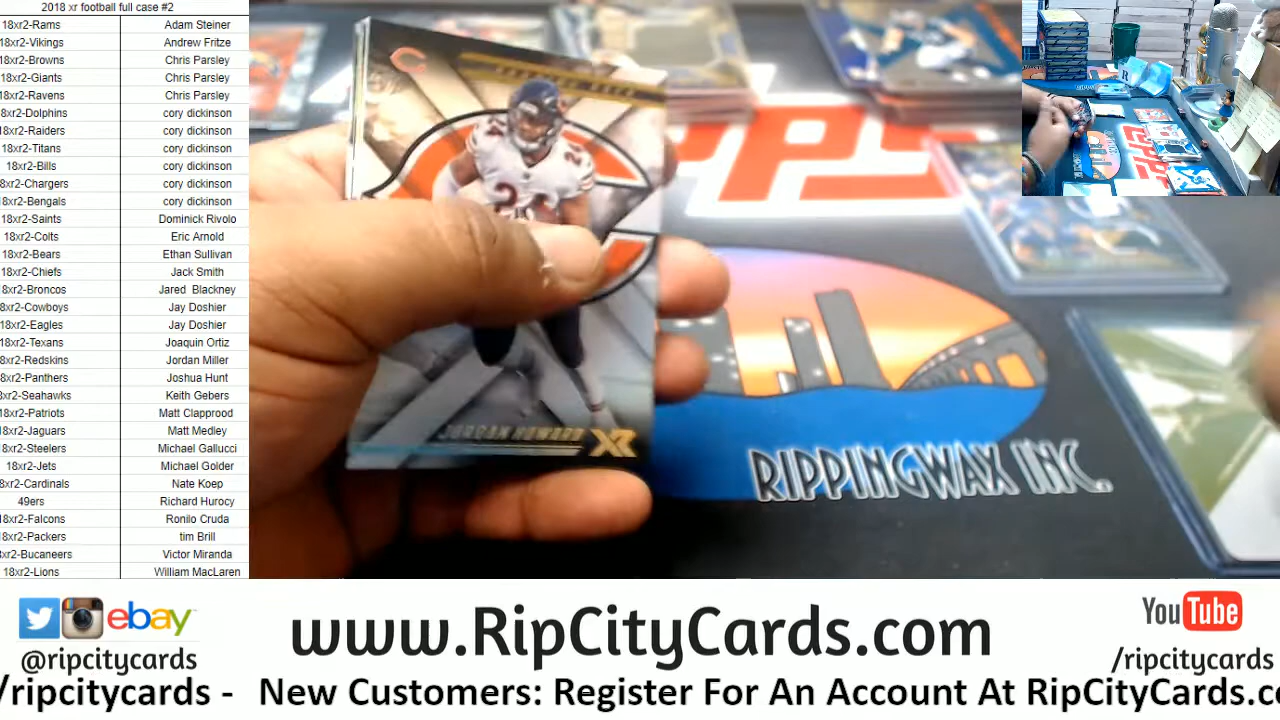 2018 xr football full case #2
18xr2-Rams Adam Steiner
18xr2-Vikings Andrew Fritze
18xr2-Browns Chris Parsley
18xr2-Giants Chris Parsley
18xr2-Ravens Chris Parsley
8xr2-Dolphins cory dickinson
18xr2-Raiders cory dickinson
18xr2-Titans cory dickinson
18xr2-Bills cory dickinson
8xr2-Chargers cory dickinson
8xr2-Bengals cory dickinson
18xr2-Saints Dominick Rivolo
18xr2-Colts Eric Arnold
18xr2-Bears Ethan Sullivan
18xr2-Chiefs Jack Smith
8xr2-Broncos Jared Blackney
8xr2-Cowboys Jay Doshier
18xr2-Eagles Jay Doshier
18xr2-Texans Joaquin Ortiz
8xr2-Redskins Jordan Miller
8xr2-Panthers Joshua Hunt
xr2-Seahawks Keith Gebers
18xr2-Patriots Matt Clapprood
18xr2-Jaguars Matt Medley
8xr2-Steelers Michael Gallucci
18xr2-Jets Michael Golder
8xr2-Cardinals Nate Koep
49ers Richard Hurocy
18xr2-Falcons Ronilo Cruda
18xr2-Packers tim Brill
xr2-Bucaneers Victor Miranda
18xr2-Lions William MacLaren
24
JORDAN HOWARD XR
RIPPINGWAX INC.
ebay
@ripcitycards
www.RipCityCards.com
YouTube
/ripcitycards
/ripcitycards - New Customers: Register For An Account At RipCityCards.c